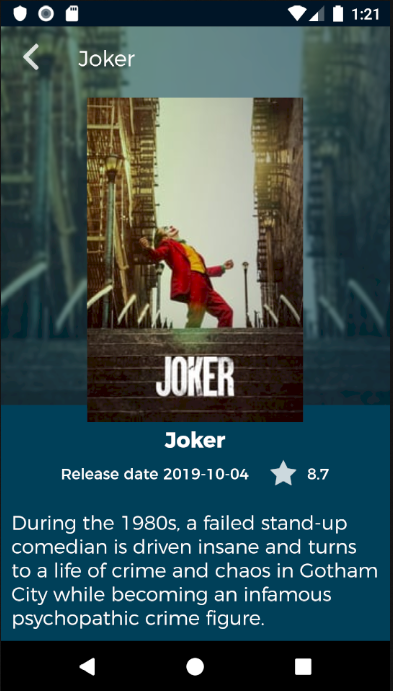 1:21
Joker
JOKER
Joker
Release date 2019-10-04 8.7
During the 1980s, a failed stand-up
comedian is driven insane and turns
to a life of crime and chaos in Gotham
City while becoming an infamous
psychopathic crime figure.